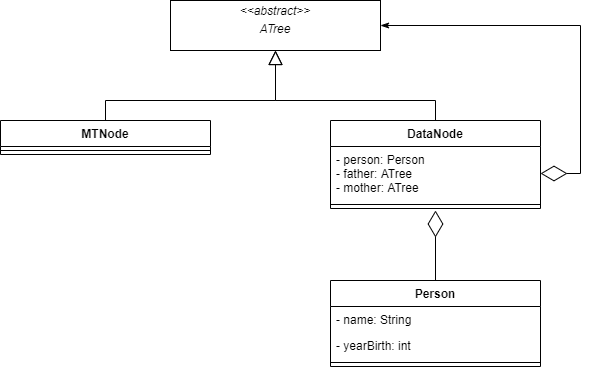 <<abstract>>
ATree
MTNode
DataNode
- person: Person
- father: ATree
- mother: ATree
Person
- name: String
- yearBirth: int